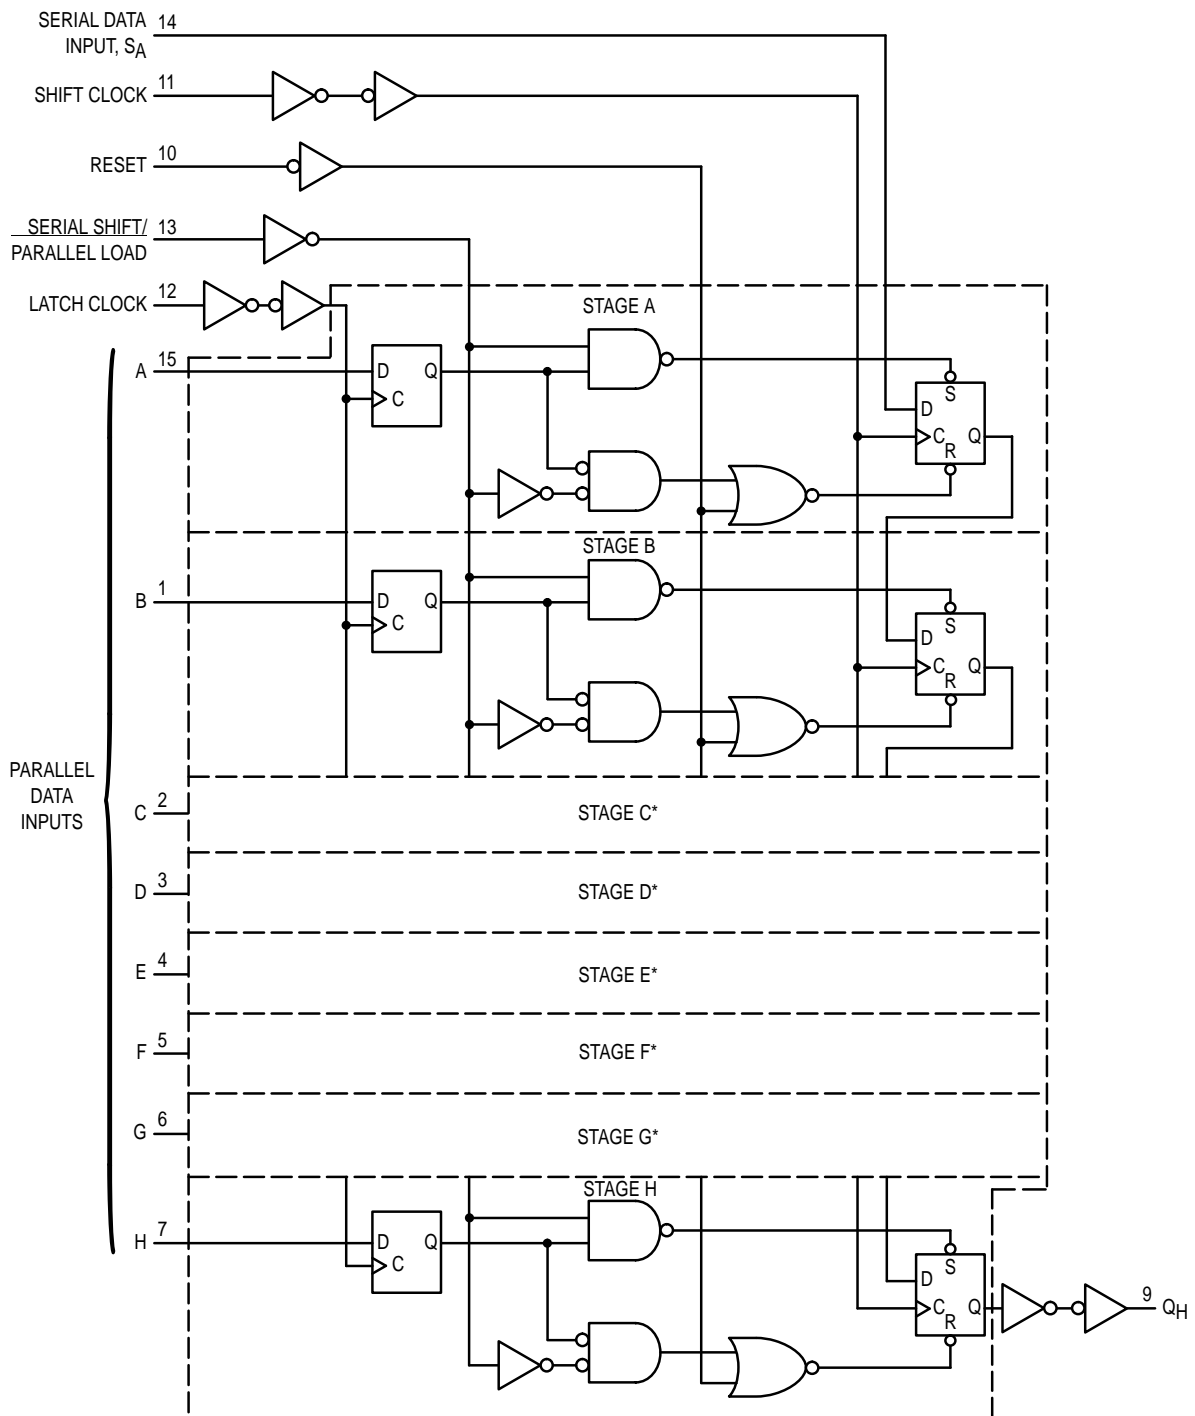 SERIAL DATA 14
INPUT, SA
SHIFT CLOCK 11
RESET 10
SERIAL SHIFT/ 13
PARALLEL LOAD
LATCH CLOCK 12
STAGE A
A 15
D Q
C
S
D
C Q
R
STAGE B
B 1
D Q
C
S
D
C Q
R
PARALLEL
DATA
INPUTS
C 2
STAGE C*
D 3
STAGE D*
E 4
STAGE E*
F 5
STAGE F*
G 6
STAGE G*
STAGE H
H 7
D Q
C
S
D
C Q
R
9 QH